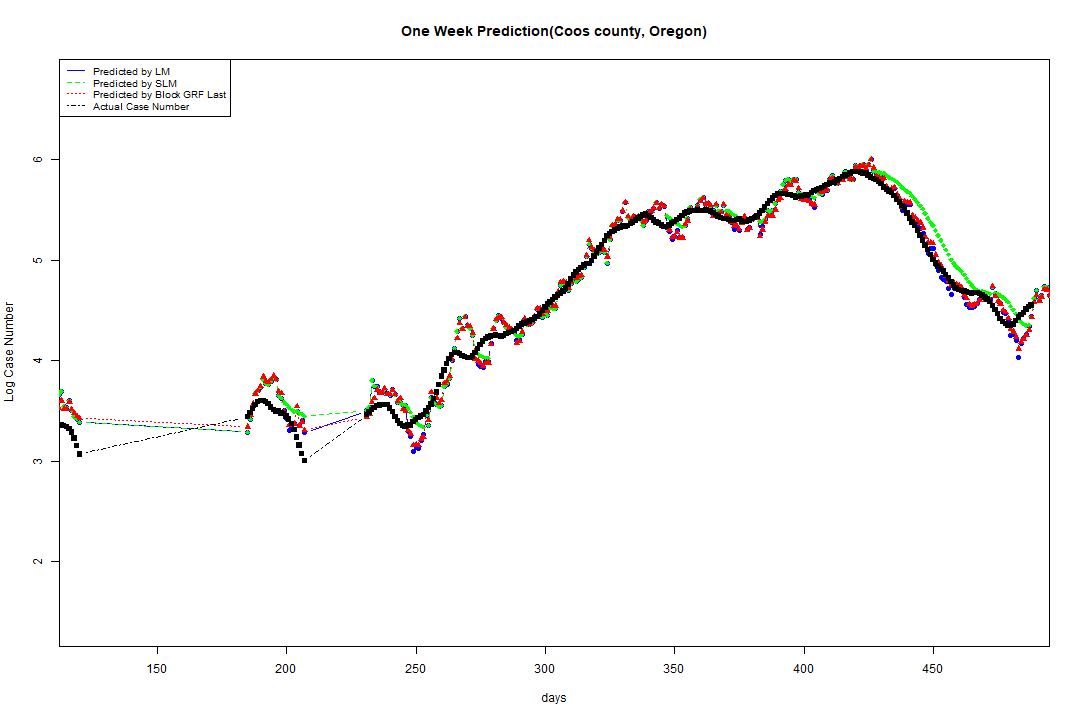 One Week Prediction(Coos county, Oregon)
Predicted by LM
Predicted by SLM
Predicted by Block GRF Last
Actual Case Number
Log Case Number
6
5
4
3
2
150 200 250 300 350 400 450
days